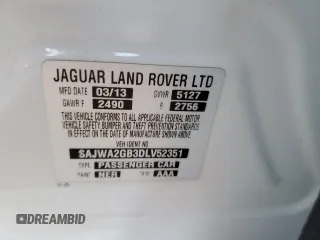 JAGUAR LAND ROVER LTD
MFD DATE 03/13 GVWR 5127
GAWR F 2490 R 2756
THIS VEHICLE CONFORMS TO ALL APPLICABLE FEDERAL MOTOR
VEHICLE SAFETY BUMPER AND THEFT PREVENTION STANDARDS
IN EFFECT ON THE DATE OF MANUFACTURE SHOWN ABOVE
VEH IDENT NO
SAJWA2GB3DLV52351
TYPE PASSENGER CAR
PAINT NER TRIM AAA
DREAMBID